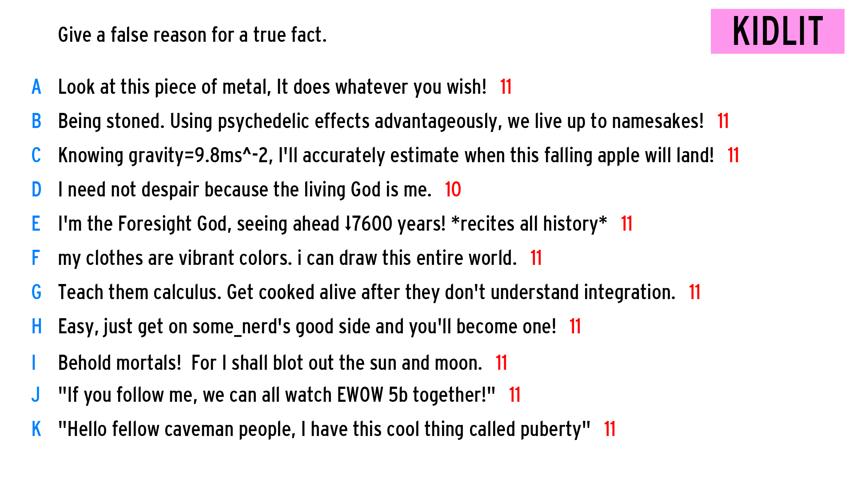 Give a false reason for a true fact.
KIDLIT
A Look at this piece of metal, It does whatever you wish! 11
B Being stoned. Using psychedelic effects advantageously, we live up to namesakes! 11
C Knowing gravity=9.8ms^-2, I'll accurately estimate when this falling apple will land! 11
D I need not despair because the living God is me. 10
E I'm the Foresight God, seeing ahead ⇂7600 years! *recites all history* 11
F my clothes are vibrant colors. i can draw this entire world. 11
G Teach them calculus. Get cooked alive after they don't understand integration. 11
H Easy, just get on some_nerd's good side and you'll become one! 11
I Behold mortals!  For I shall blot out the sun and moon. 11
J "If you follow me, we can all watch EWOW 5b together!" 11
K "Hello fellow caveman people, I have this cool thing called puberty" 11